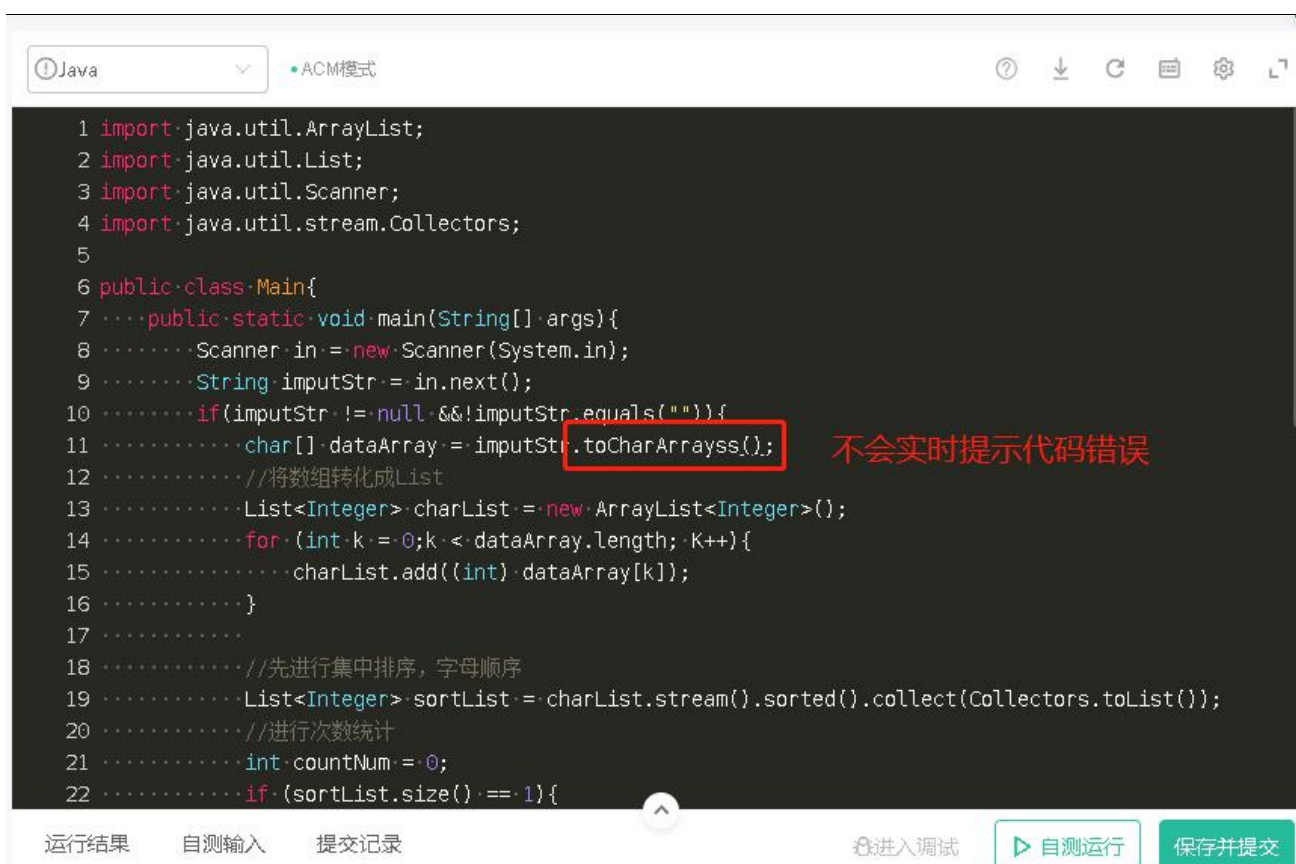 Java
•ACM模式
1 import java.util.ArrayList;
2 import java.util.List;
3 import java.util.Scanner;
4 import java.util.stream.Collectors;
5
6 public class Main{
7 ····public static void main(String[] args){
8 ········Scanner in = new Scanner(System.in);
9 ········String imputStr = in.next();
10 ········if(imputStr != null &&!imputStr.equals("")){
11 ············char[] dataArray = imputStr.toCharArrayss();
不会实时提示代码错误
12 ············//将数组转化成List
13 ············List<Integer> charList = new ArrayList<Integer>();
14 ············for (int k = 0;k < dataArray.length; K++){
15 ················charList.add((int) dataArray[k]);
16 ············}
17 ············
18 ············//先进行集中排序，字母顺序
19 ············List<Integer> sortList = charList.stream().sorted().collect(Collectors.toList());
20 ············//进行次数统计
21 ············int countNum = 0;
22 ············if (sortList.size() == 1){
运行结果 自测输入 提交记录 进入调试 自测运行 保存并提交